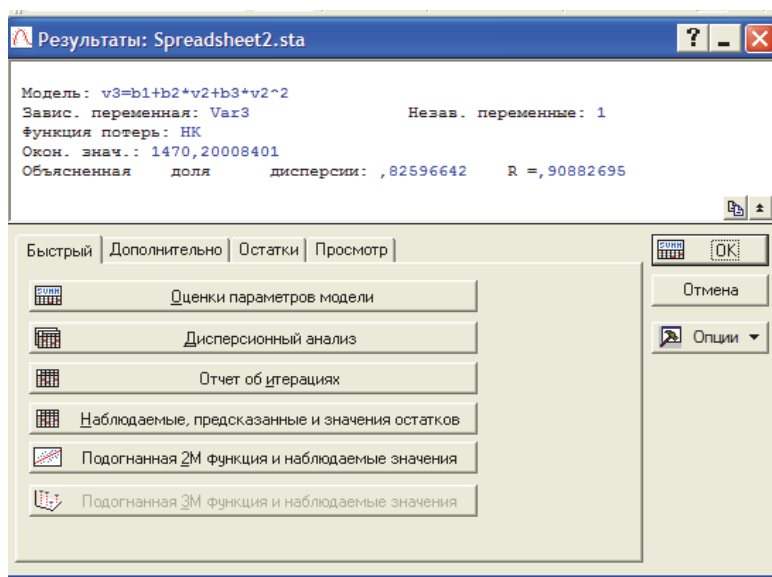 Результаты: Spreadsheet2.sta
Модель: v3=b1+b2*v2+b3*v2^2
Завис. переменная: Var3 Незав. переменные: 1
Функция потерь: НК
Окон. знач.: 1470,20008401
Объясненная доля дисперсии: ,82596642 R =,90882695
Быстрый Дополнительно Остатки Просмотр
SUMM OK
SUMM Оценки параметров модели
Отмена
Дисперсионный анализ
Опции
Отчет об итерациях
Наблюдаемые, предсказанные и значения остатков
Подогнанная 2М функция и наблюдаемые значения
Подогнанная 3М функция и наблюдаемые значения